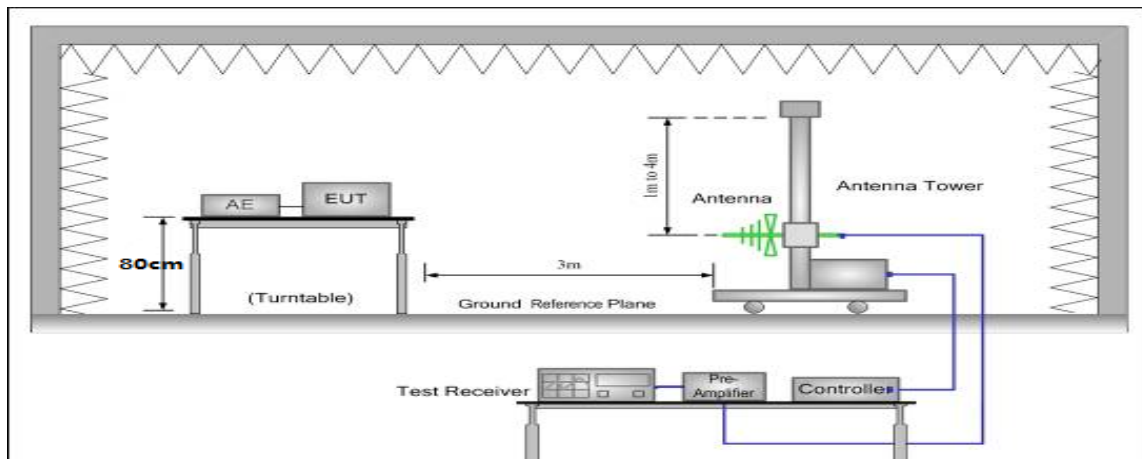 1m to 4m
Antenna
Antenna Tower
AE
EUT
80cm
3m
(Turntable)
Ground Reference Plane
Test Receiver
Pre-
Amplifier
Controller